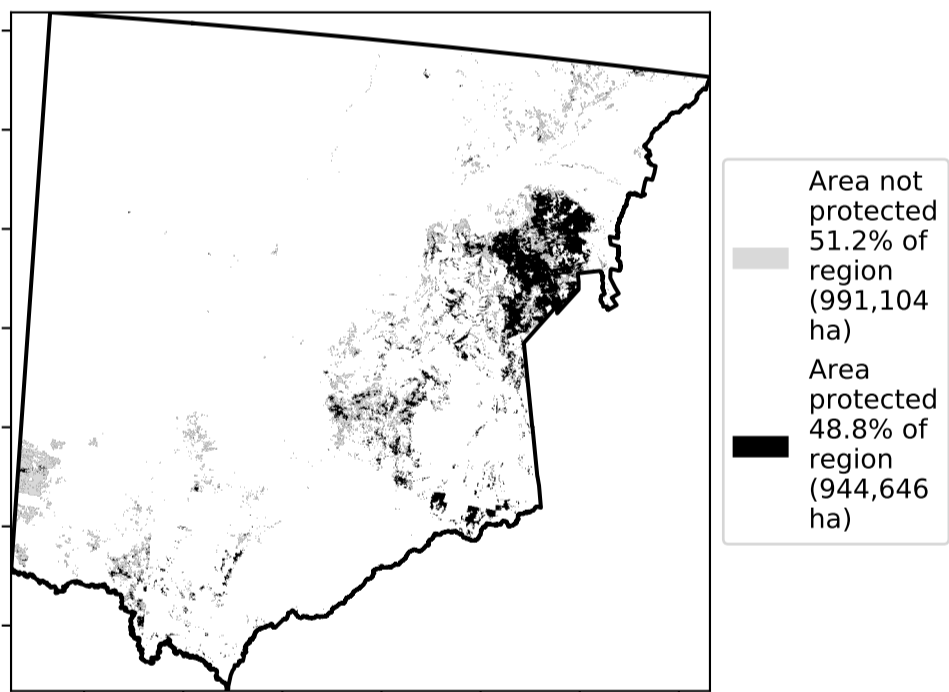 Area not
protected
51.2% of
region
(991,104
ha)
Area
protected
48.8% of
region
(944,646
ha)